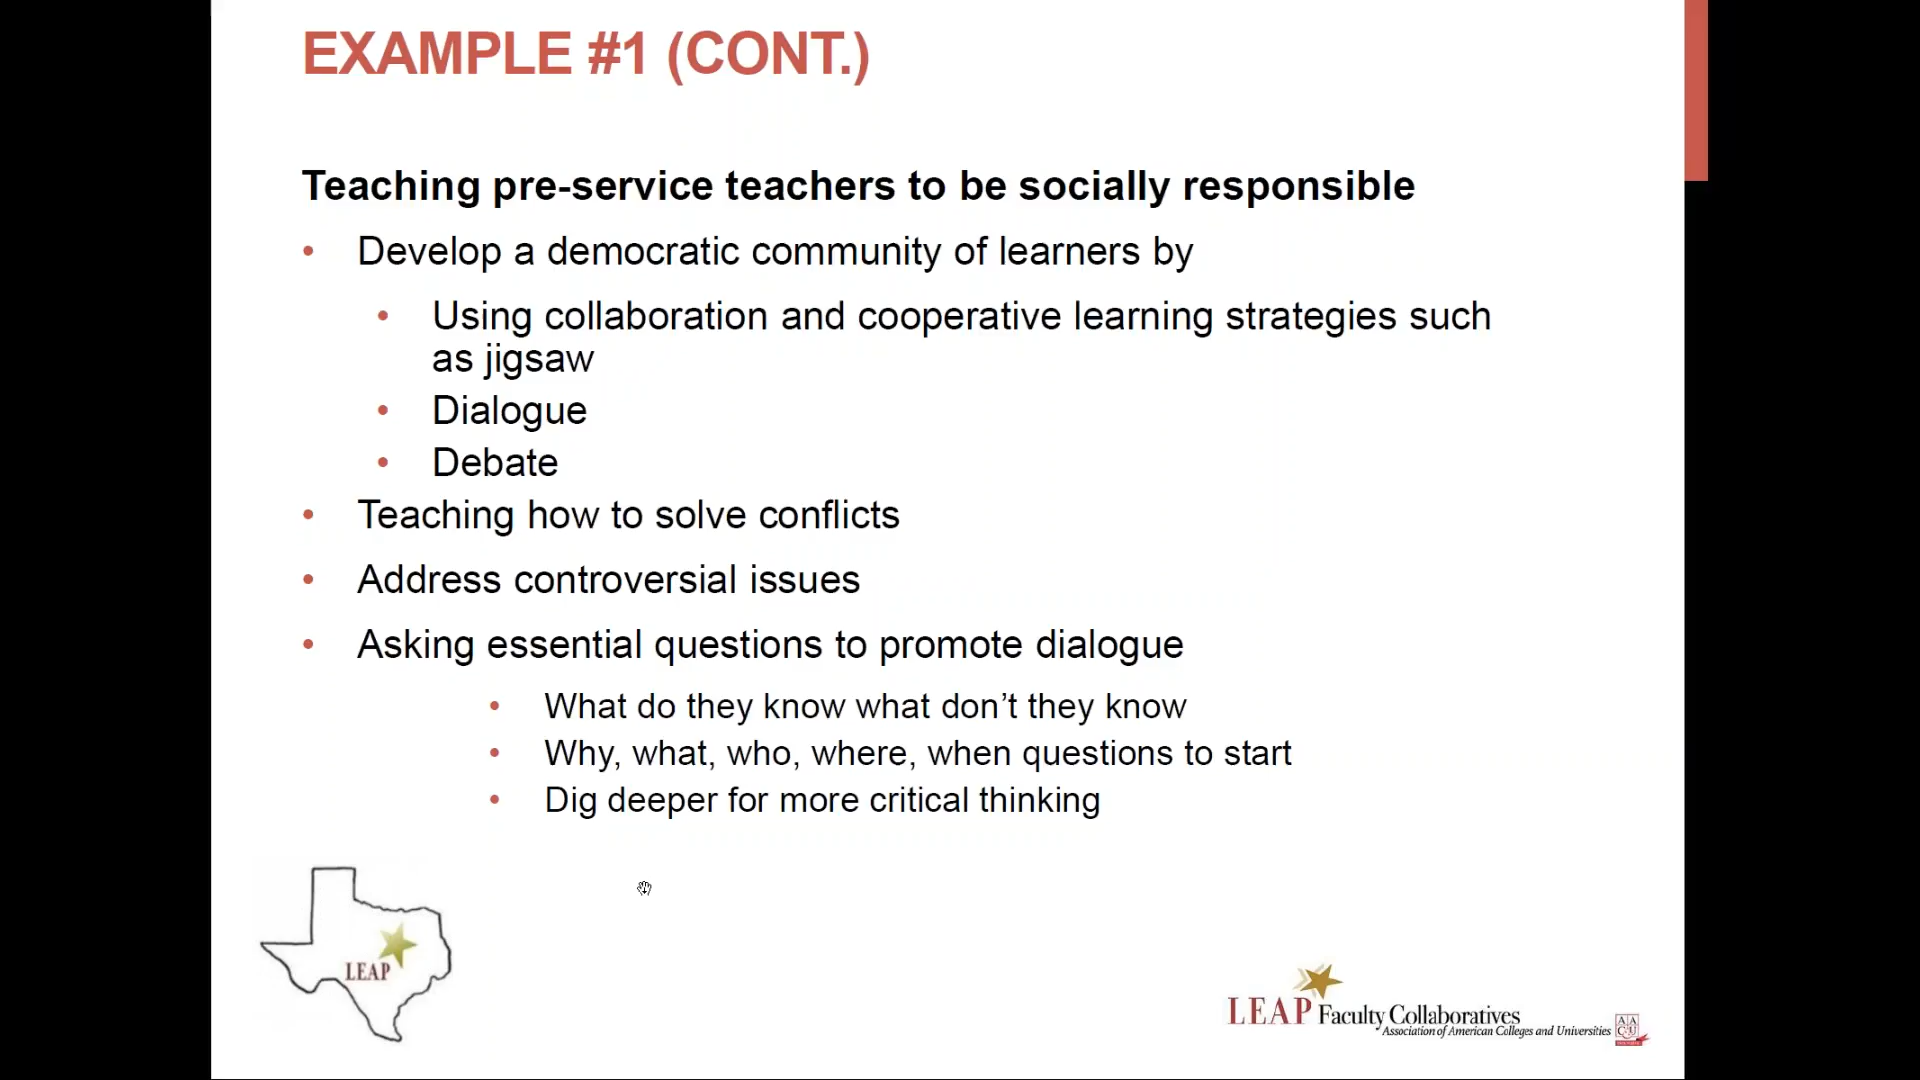 EXAMPLE #1 (CONT.)
Teaching pre-service teachers to be socially responsible
• Develop a democratic community of learners by
• Using collaboration and cooperative learning strategies such
as jigsaw
• Dialogue
• Debate
• Teaching how to solve conflicts
• Address controversial issues
• Asking essential questions to promote dialogue
• What do they know what don’t they know
• Why, what, who, where, when questions to start
• Dig deeper for more critical thinking
LEAP
LEAP Faculty Collaboratives
Association of American Colleges and Universities
AA
CU